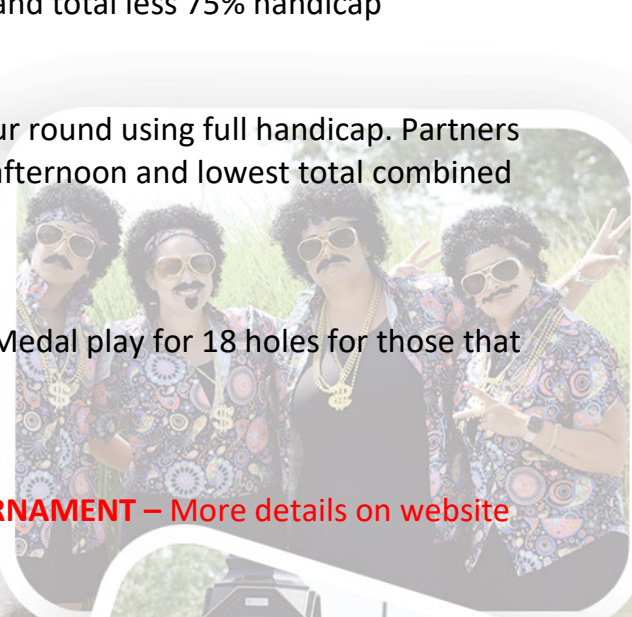 and total less 75% handicap
ur round using full handicap. Partners
afternoon and lowest total combined
Medal play for 18 holes for those that
RNAMENT – More details on website